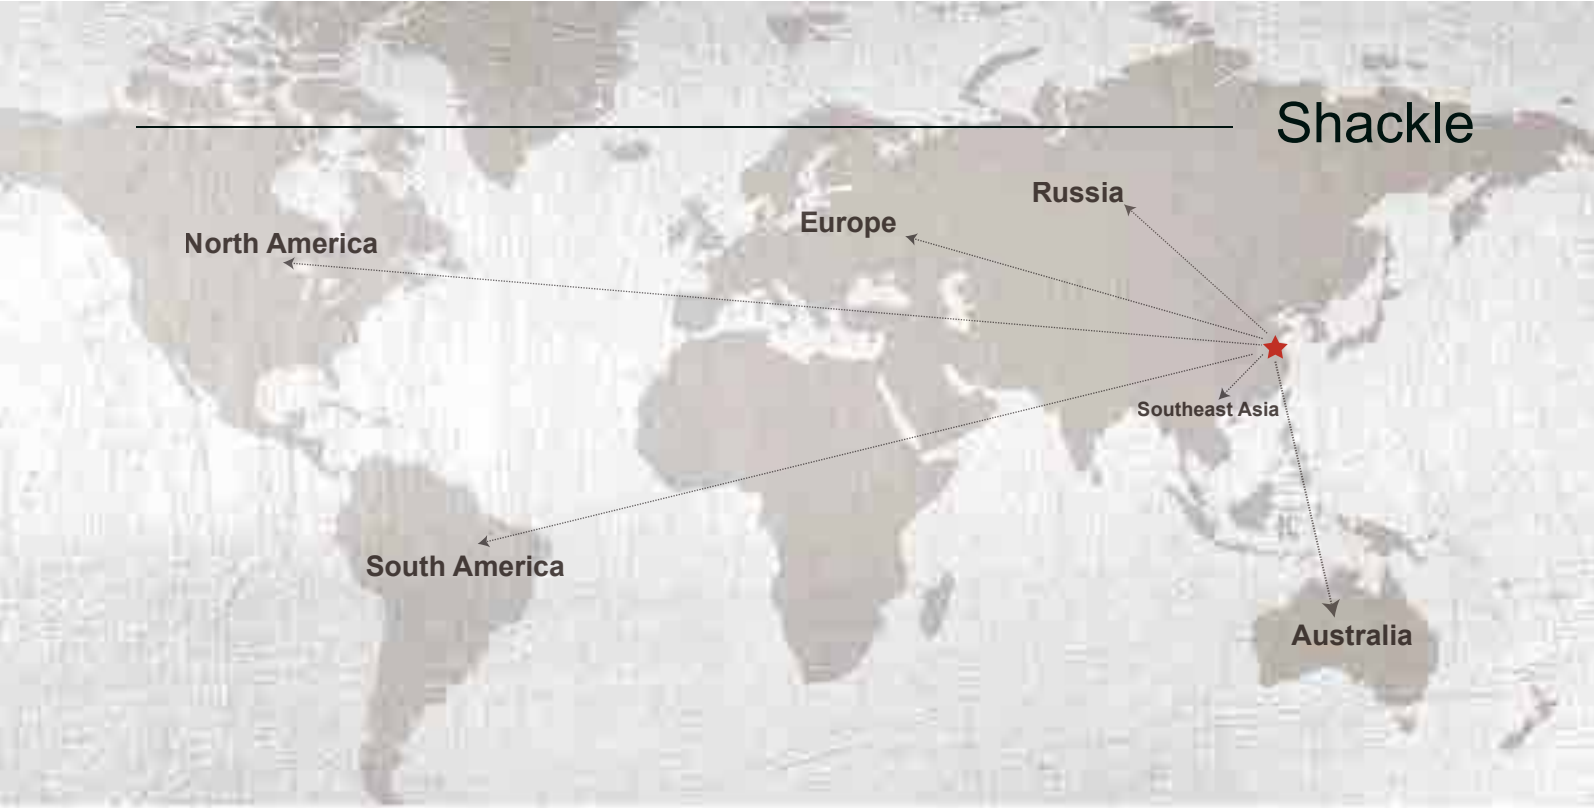 Shackle
Russia
Europe
North America
Southeast Asia
South America
Australia